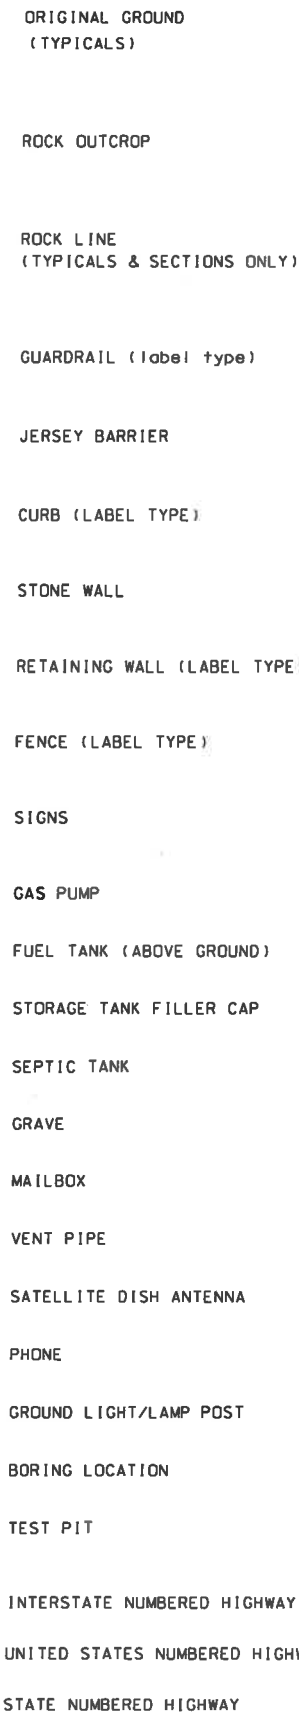 ORIGINAL GROUND
(TYPICALS)
ROCK OUTCROP
ROCK LINE
(TYPICALS & SECTIONS ONLY)
GUARDRAIL (label type)
JERSEY BARRIER
CURB (LABEL TYPE)
STONE WALL
RETAINING WALL (LABEL TYPE
FENCE (LABEL TYPE)
SIGNS
GAS PUMP
FUEL TANK (ABOVE GROUND)
STORAGE TANK FILLER CAP
SEPTIC TANK
GRAVE
MAILBOX
VENT PIPE
SATELLITE DISH ANTENNA
PHONE
GROUND LIGHT/LAMP POST
BORING LOCATION
TEST PIT
INTERSTATE NUMBERED HIGHWAY
UNITED STATES NUMBERED
STATE NUMBERED HIGHWAY